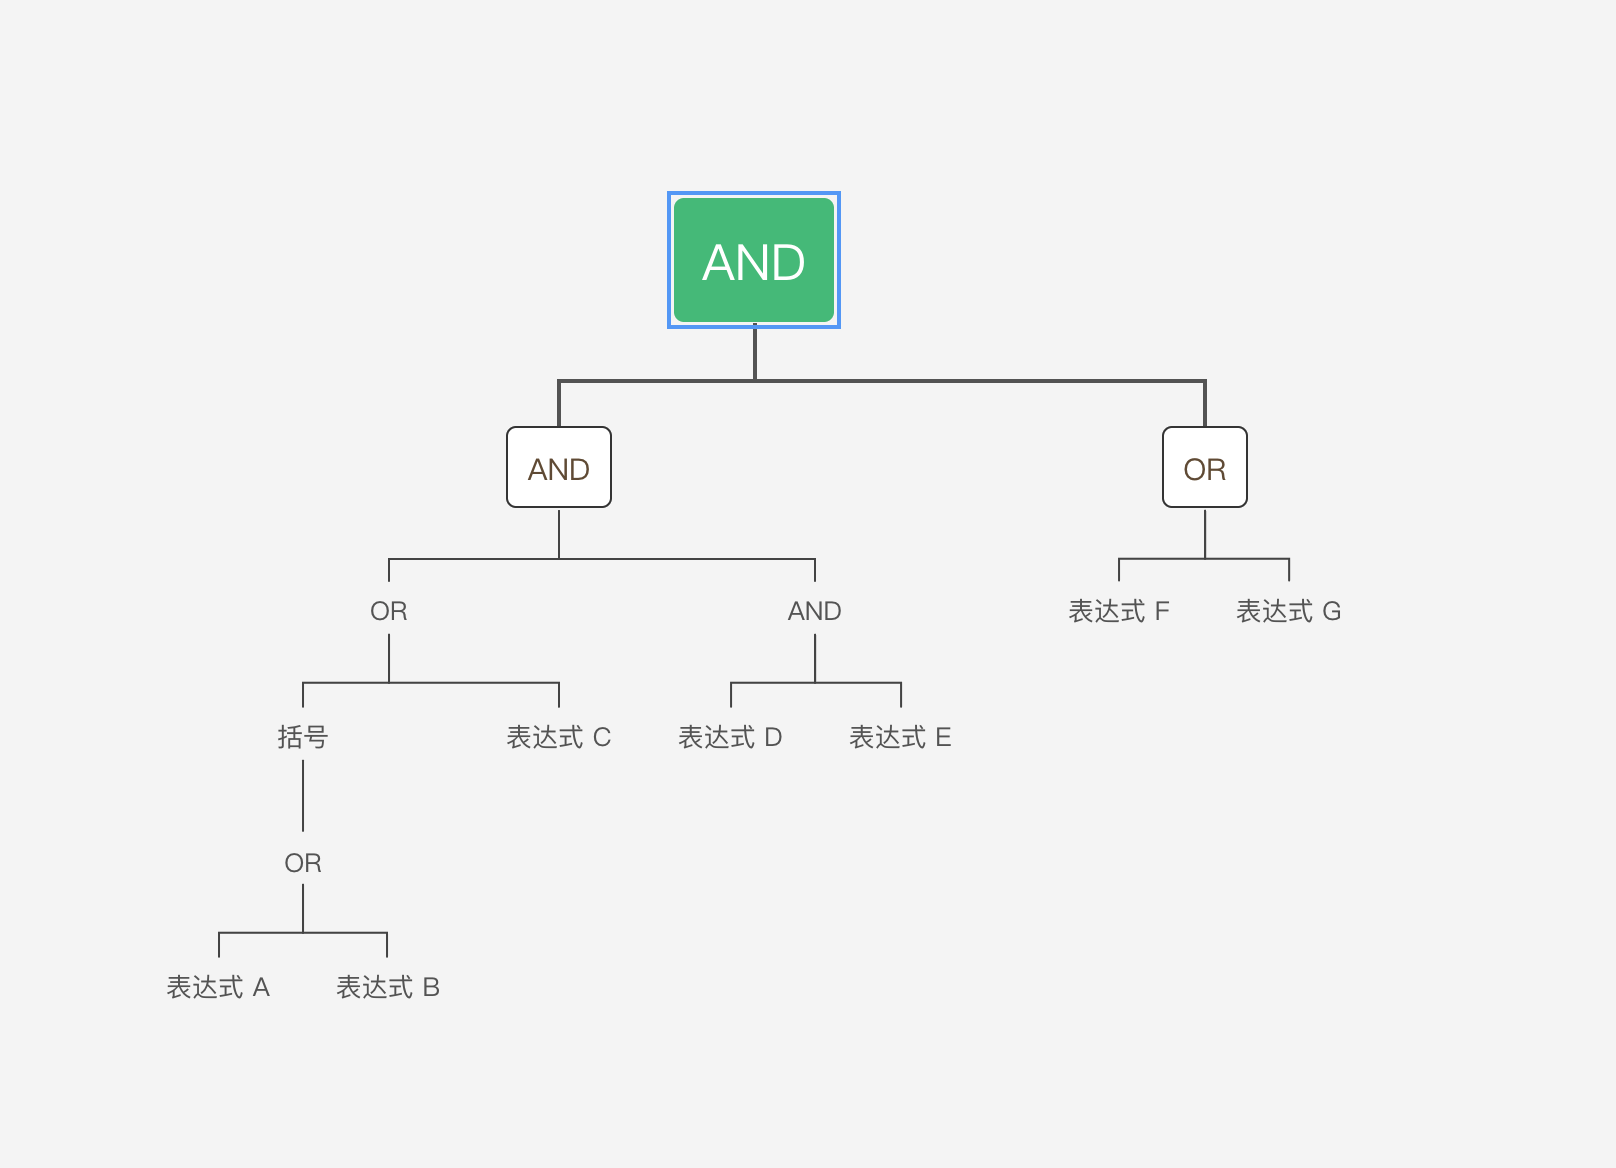 AND
AND
OR
OR
AND
表达式 F
表达式 G
括号
表达式 C
表达式 D
表达式 E
OR
表达式 A
表达式 B